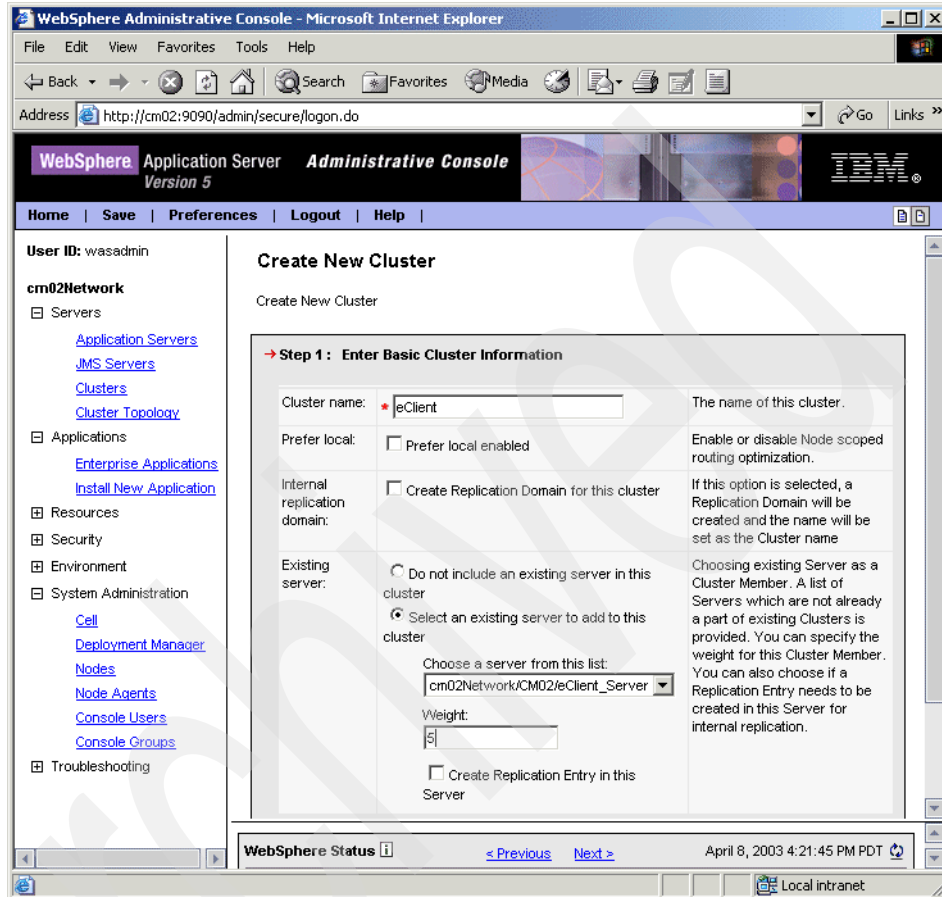 WebSphere Administrative Console - Microsoft Internet Explorer
File Edit View Favorites Tools Help
Back Search Favorites Media
Address http://cm02:9090/admin/secure/logon.do Go Links »
WebSphere Application Server Administrative Console
Version 5
IBM®
Home | Save | Preferences | Logout | Help |
User ID: wasadmin
cm02Network
Servers
Application Servers
JMS Servers
Clusters
Cluster Topology
Applications
Enterprise Applications
Install New Application
Resources
Security
Environment
System Administration
Cell
Deployment Manager
Nodes
Node Agents
Console Users
Console Groups
Troubleshooting
Create New Cluster
Create New Cluster
→ Step 1 : Enter Basic Cluster Information
Cluster name:
* eClient
The name of this cluster.
Prefer local:
Prefer local enabled
Enable or disable Node scoped
routing optimization.
Internal
replication
domain:
Create Replication Domain for this cluster
If this option is selected, a
Replication Domain will be
created and the name will be
set as the Cluster name
Existing
server:
Do not include an existing server in this
cluster
Select an existing server to add to this
cluster
Choose a server from this list:
cm02Network/CM02/eClient_Server
Weight:
5
Create Replication Entry in this
Server
Choosing existing Server as a
Cluster Member. A list of
Servers which are not already
a part of existing Clusters is
provided. You can specify the
weight for this Cluster Member.
You can also choose if a
Replication Entry needs to be
created in this Server for
internal replication.
WebSphere Status i < Previous Next > April 8, 2003 4:21:45 PM PDT
Local intranet